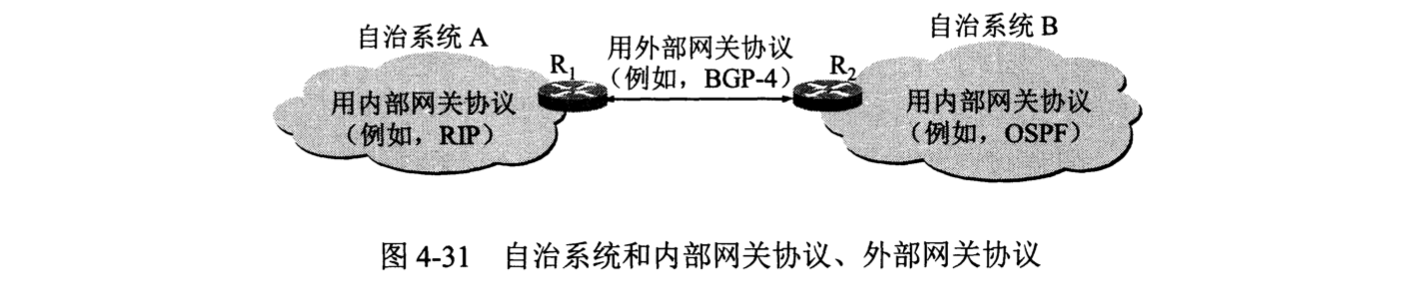 自治系统 A
用内部网关协议
（例如，RIP）
R1
用外部网关协议
（例如，BGP-4）
R2
自治系统 B
用内部网关协议
（例如，OSPF）
图 4-31 自治系统和内部网关协议、外部网关协议